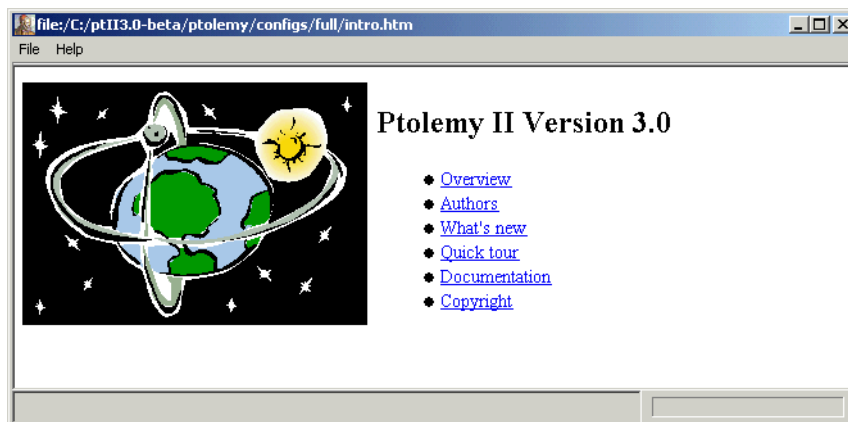 file:/C:/ptII3.0-beta/ptolemy/configs/full/intro.htm
File Help
Ptolemy II Version 3.0
Overview
Authors
What's new
Quick tour
Documentation
Copyright